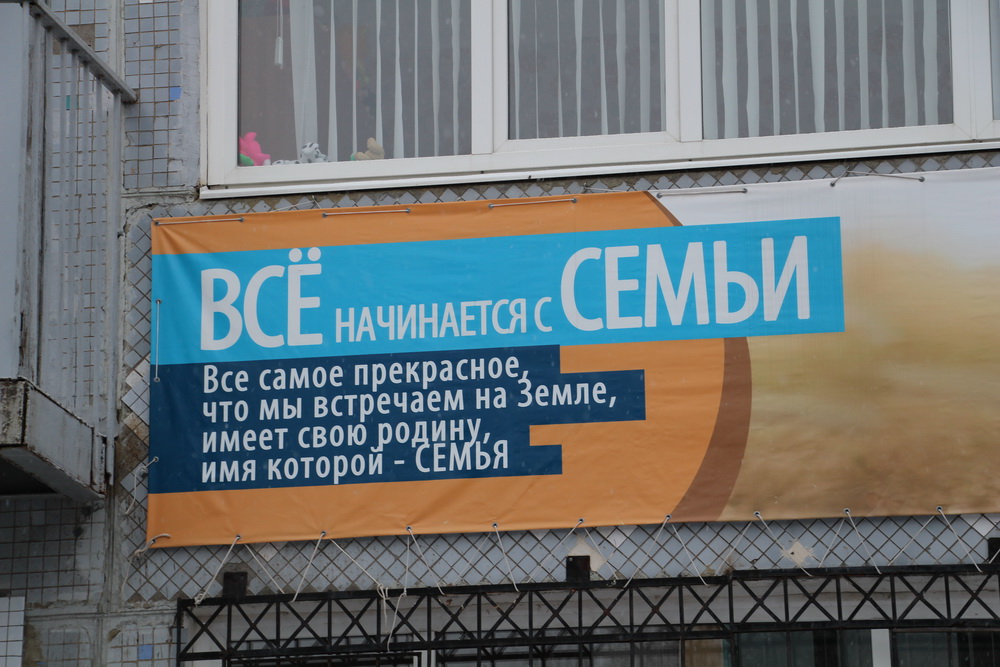 ВСЁ НАЧИНАЕТСЯ С СЕМЬИ
Все самое прекрасное,
что мы встречаем на Земле,
имеет свою родину,
имя которой - СЕМЬЯ